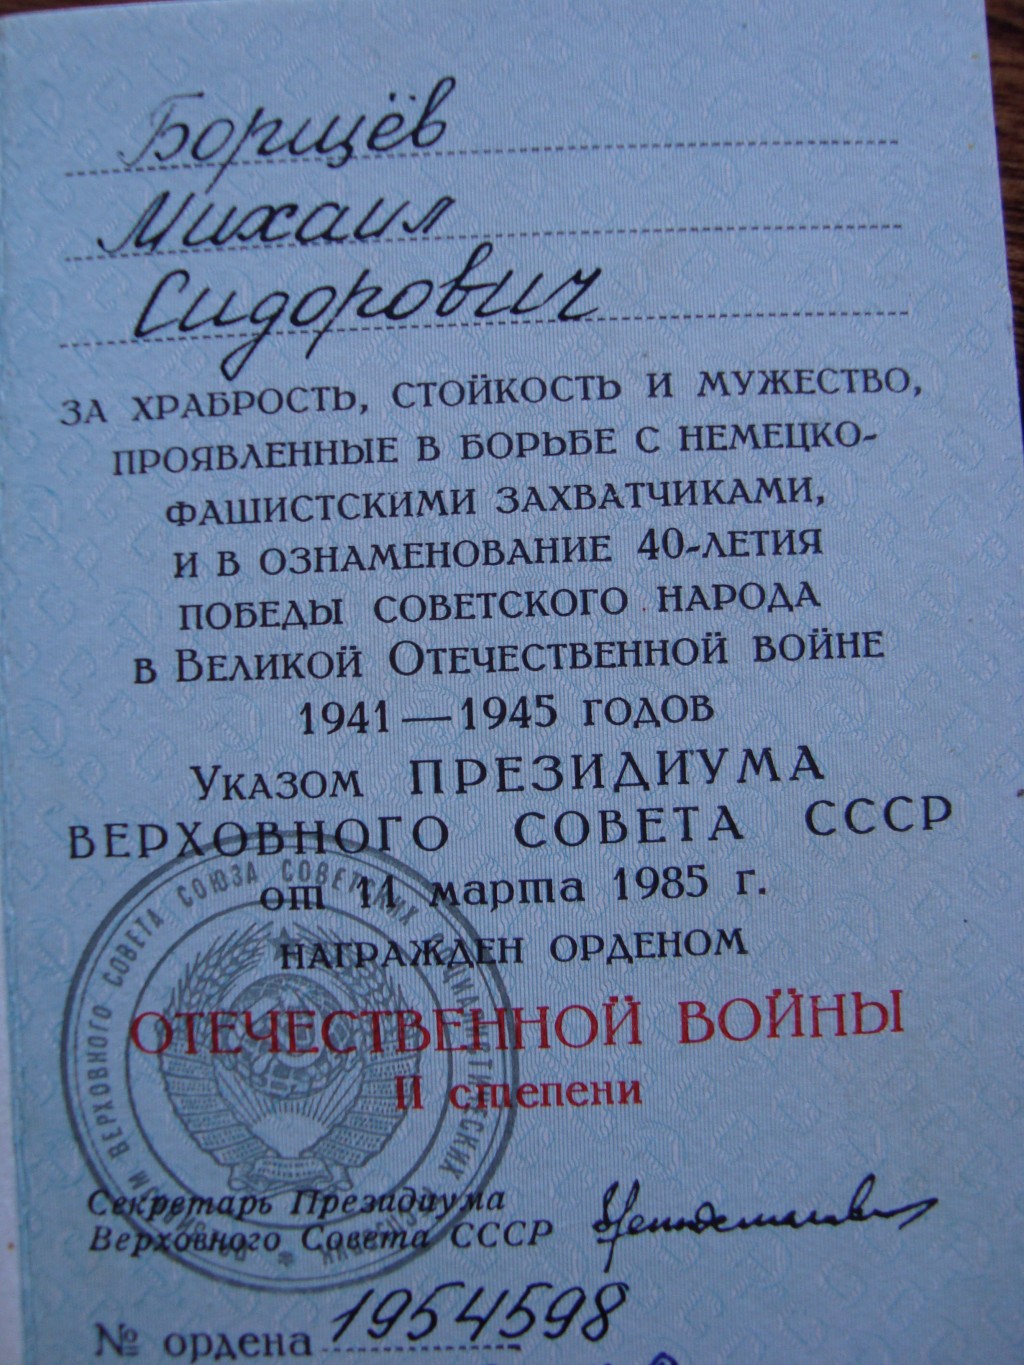 Борщёв
Михаил
Сидорович
ЗА ХРАБРОСТЬ, СТОЙКОСТЬ И МУЖЕСТВО,
ПРОЯВЛЕННЫЕ В БОРЬБЕ С НЕМЕЦКО-
ФАШИСТСКИМИ ЗАХВАТЧИКАМИ,
И В ОЗНАМЕНОВАНИЕ 40-ЛЕТИЯ
ПОБЕДЫ СОВЕТСКОГО НАРОДА
В ВЕЛИКОЙ ОТЕЧЕСТВЕННОЙ ВОЙНЕ
1941—1945 ГОДОВ
УКАЗОМ ПРЕЗИДИУМА
ВЕРХОВНОГО СОВЕТА СССР
от 11 марта 1985 г.
НАГРАЖДЕН ОРДЕНОМ
ОТЕЧЕСТВЕННОЙ ВОЙНЫ
II степени
Секретарь Президиума
Верховного Совета СССР
№ ордена 1954598